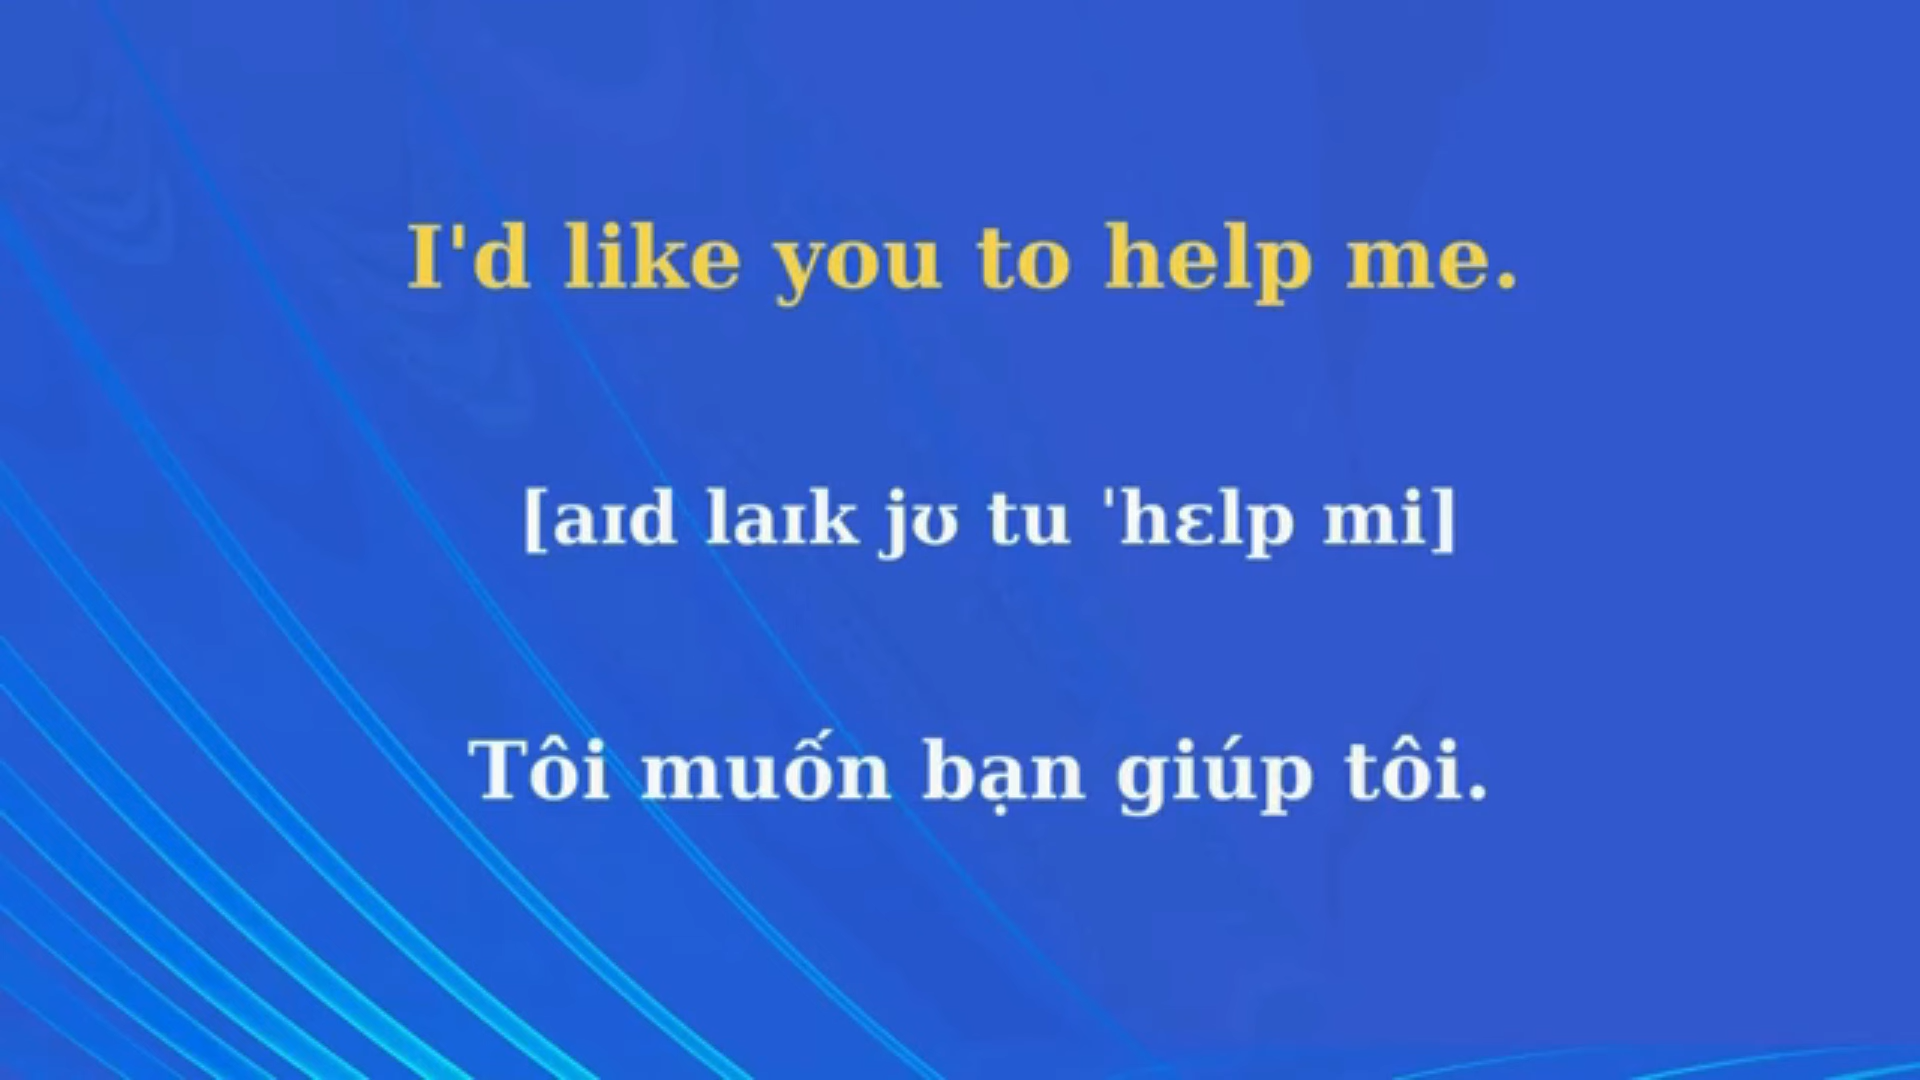 I'd like you to help me.
[aɪd laɪk jʊ tu ˈhɛlp mi]
Tôi muốn bạn giúp tôi.